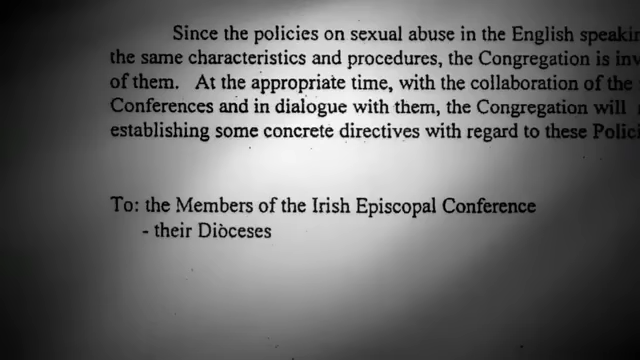 Since the policies on sexual abuse in the English
the same characteristics and procedures, the Congregation is
of them. At the appropriate time, with the collaboration of the
Conferences and in dialogue with them, the Congregation will
establishing some concrete directives with regard to these
To: the Members of the Irish Episcopal Conference
- their Dioceses